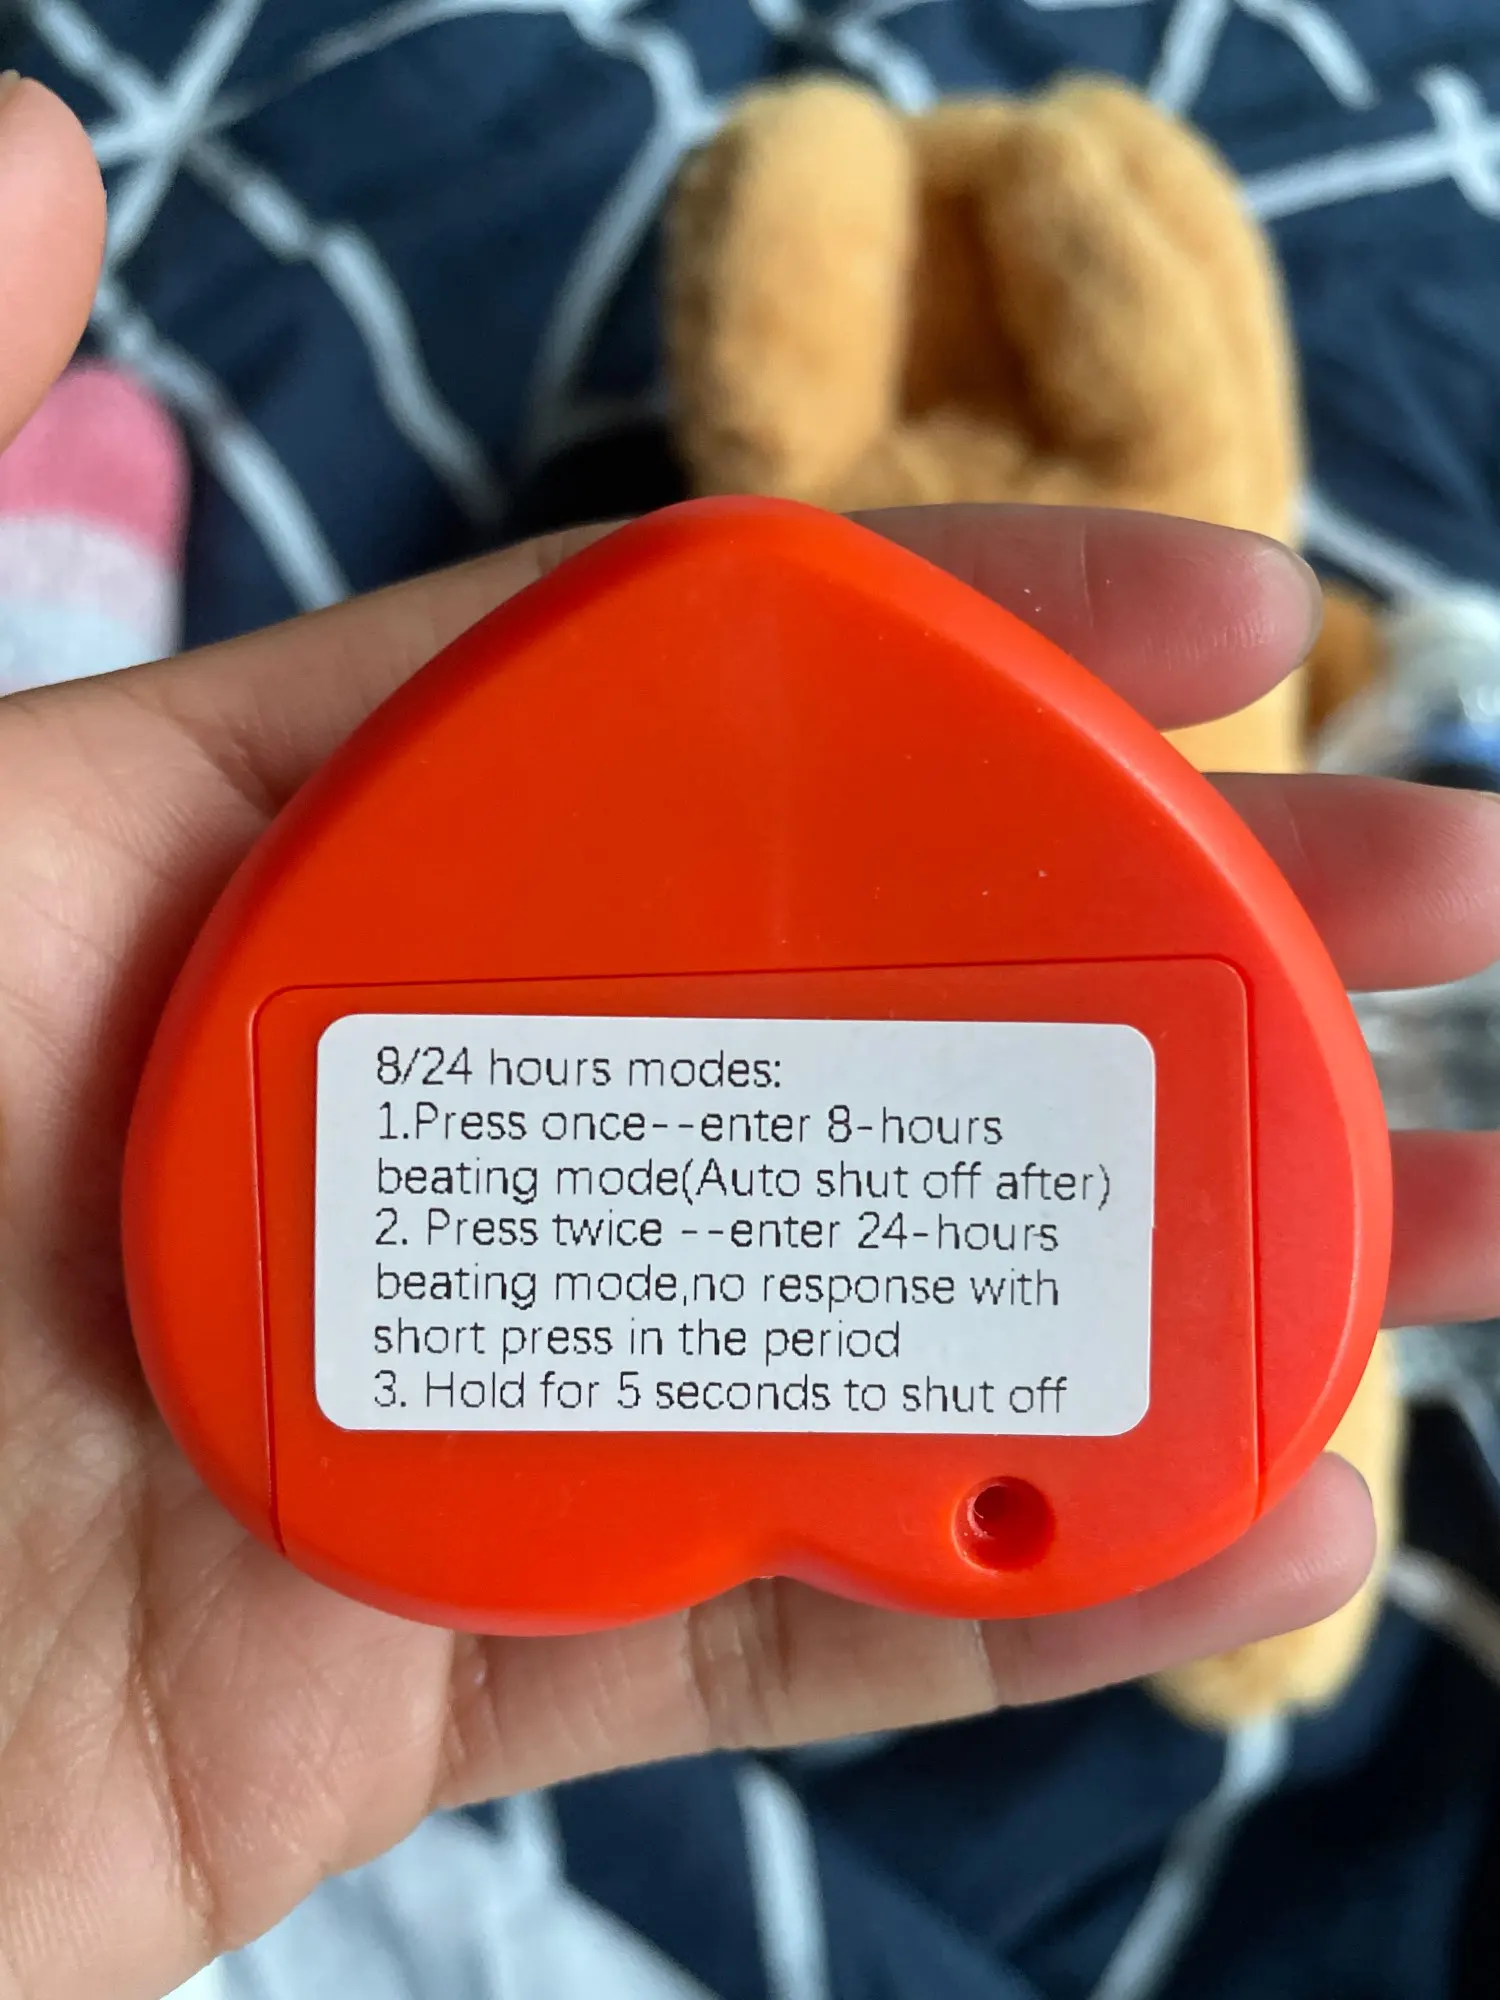 8/24 hours modes:
1.Press once--enter 8-hours
beating mode(Auto shut off after)
2. Press twice --enter 24-hours
beating mode,no response with
short press in the period
3. Hold for 5 seconds to shut off